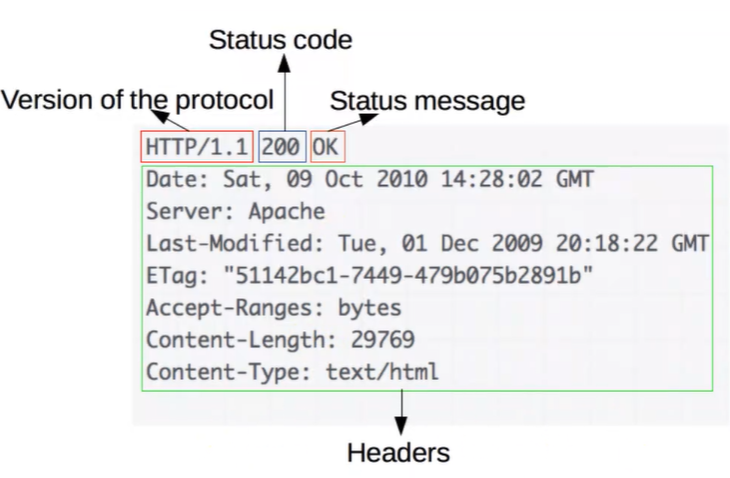 Status code
Version of the protocol
Status message
HTTP/1.1 200 OK
Date: Sat, 09 Oct 2010 14:28:02 GMT
Server: Apache
Last-Modified: Tue, 01 Dec 2009 20:18:22 GMT
ETag: "51142bc1-7449-479b075b2891b"
Accept-Ranges: bytes
Content-Length: 29769
Content-Type: text/html
Headers